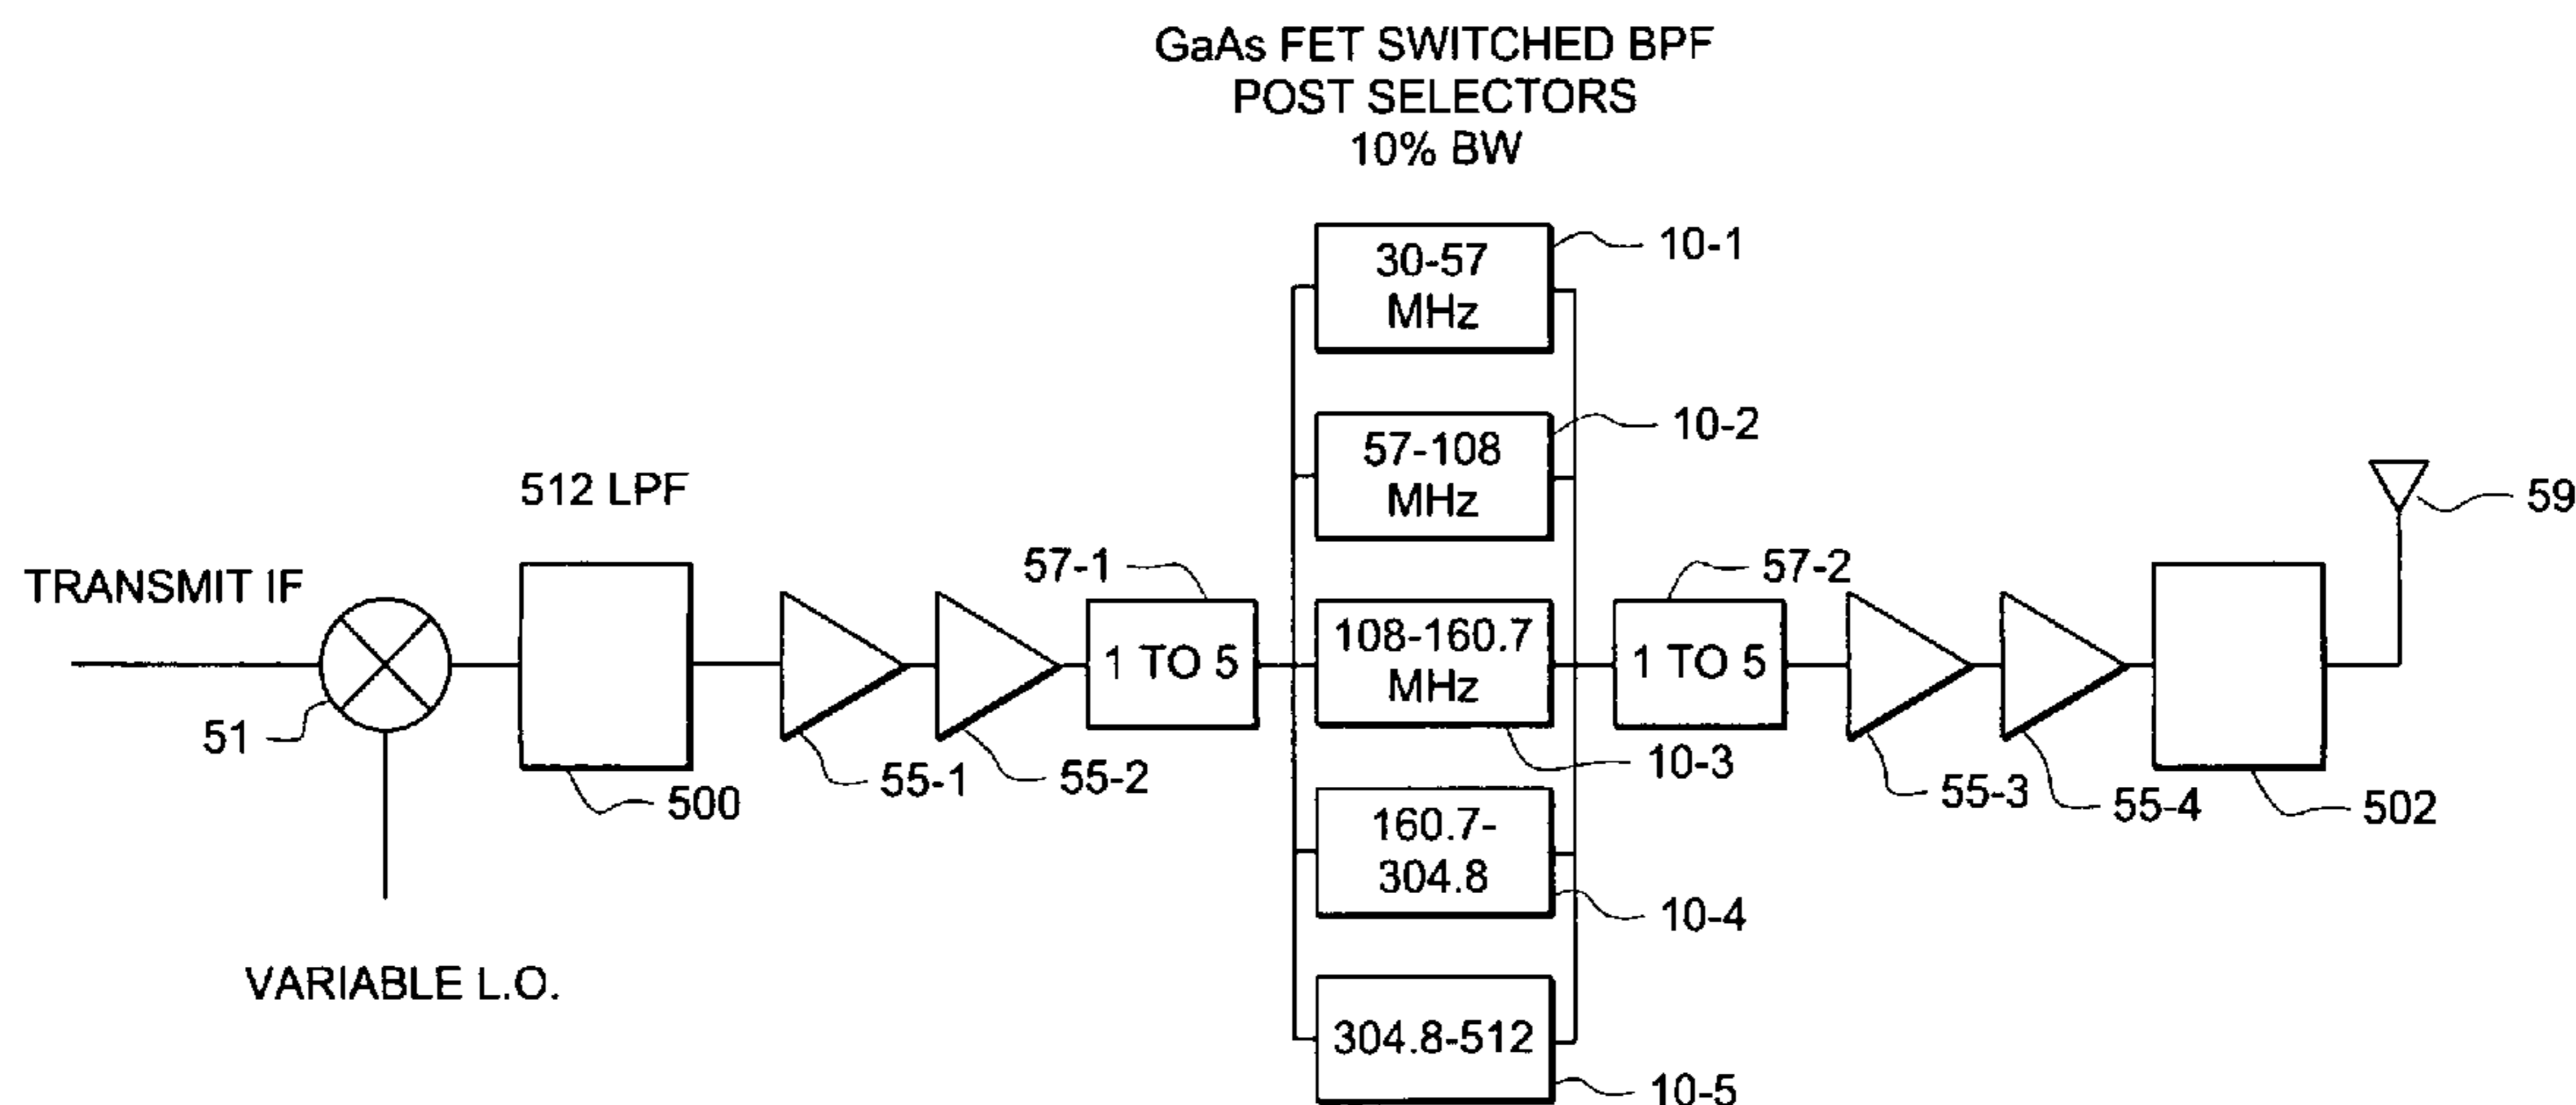 GaAs FET SWITCHED BPF
POST SELECTORS
10% BW
30-57
MHz
10-1
57-108
MHz
10-2
59
512 LPF
TRANSMIT IF
57-1
57-2
1 TO 5
108-160.7
MHz
1 TO 5
51
500
55-1
55-2
10-3
55-3
55-4
502
160.7-
304.8
10-4
VARIABLE L.O.
304.8-512
10-5